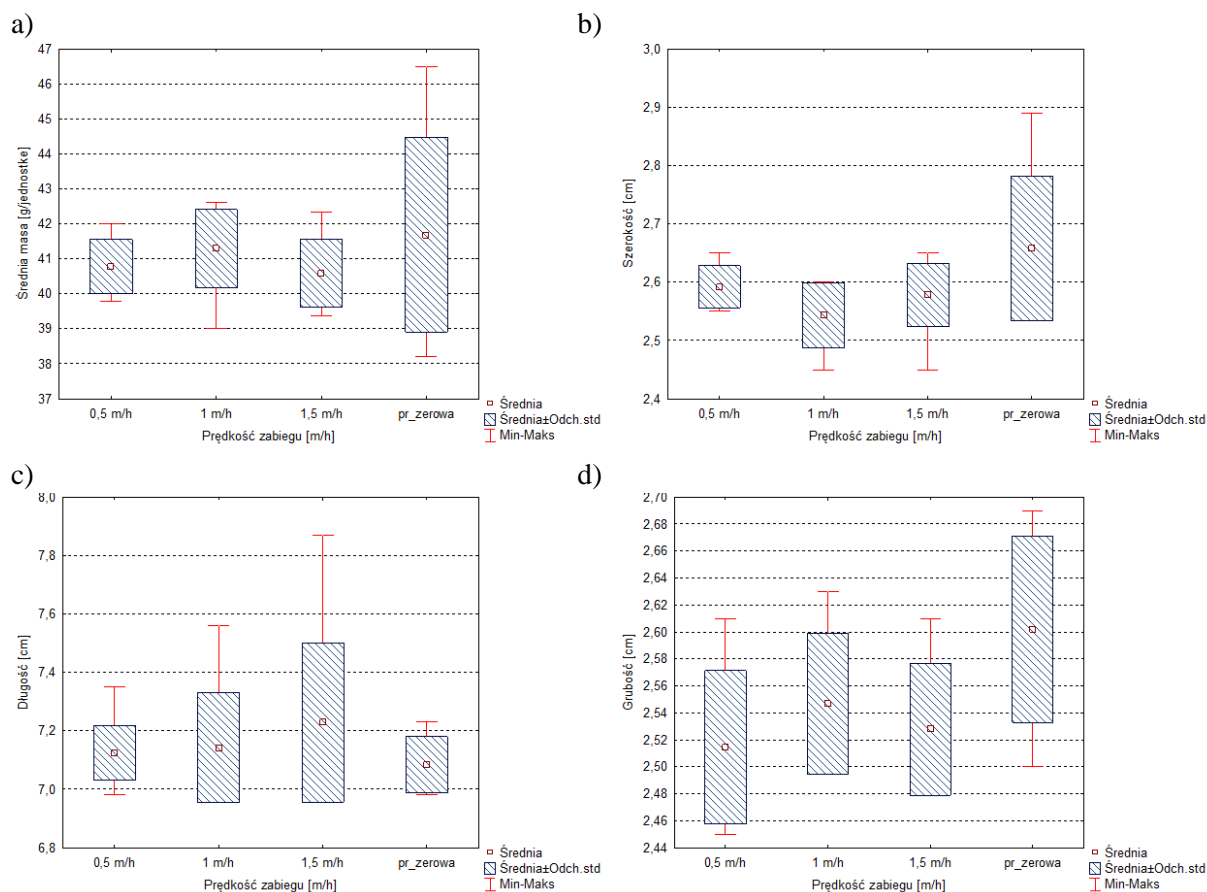 a)
47
46
45
44
43
42
41
40
39
38
37
Średnia masa [g/jednostke]
0,5 m/h 1 m/h 1,5 m/h pr_zerowa
Prędkość zabiegu [m/h]
Średnia
Średnia±Odch.std
Min-Maks
b)
3,0
2,9
2,8
2,7
2,6
2,5
2,4
Szerokość [cm]
0,5 m/h 1 m/h 1,5 m/h pr_zerowa
Prędkość zabiegu [m/h]
Średnia
Średnia±Odch.std
Min-Maks
c)
8,0
7,8
7,6
7,4
7,2
7,0
6,8
Długość [cm]
0,5 m/h 1 m/h 1,5 m/h pr_zerowa
Prędkość zabiegu [m/h]
Średnia
Średnia±Odch.std
Min-Maks
d)
2,70
2,68
2,66
2,64
2,62
2,60
2,58
2,56
2,54
2,52
2,50
2,48
2,46
2,44
Grubość [cm]
0,5 m/h 1 m/h 1,5 m/h pr_zerowa
Prędkość zabiegu [m/h]
Średnia
Średnia±Odch.std
Min-Maks